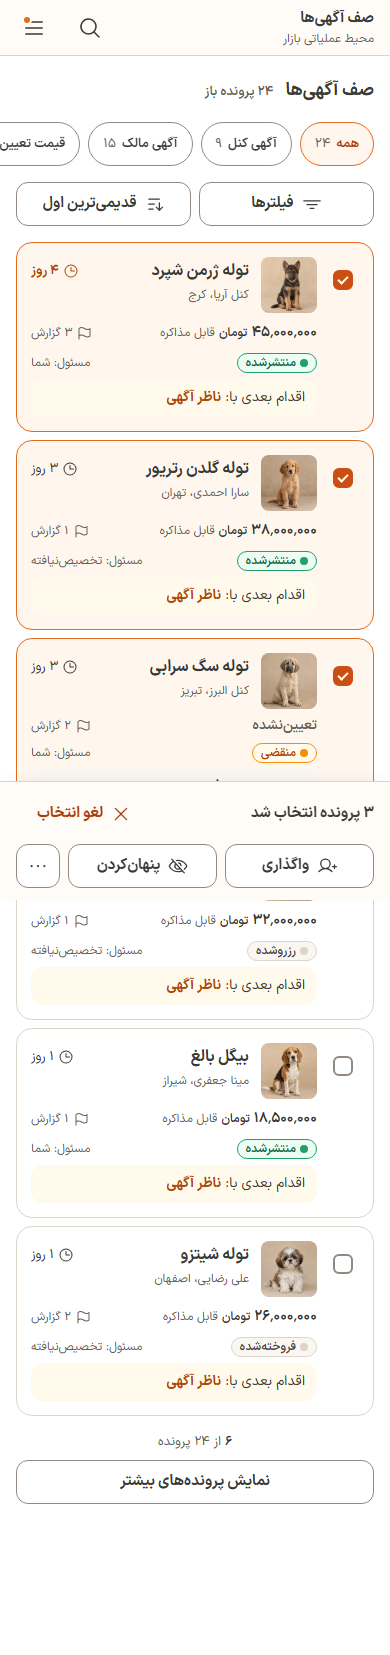 صف آگهی‌ها
محیط عملیاتی بازار
صف آگهی‌ها ۲۴ پرونده باز
همه ۲۴ آگهی کنل ۹ آگهی مالک ۱۵ قیمت تعیین
فیلترها قدیمی‌ترین اول
توله ژرمن شپرد ۴ روز
کنل آریا، کرج
۴۵٬۰۰۰٬۰۰۰ تومان قابل مذاکره ۳ گزارش
منتشرشده مسئول: شما
اقدام بعدی با: ناظر آگهی
توله گلدن رتریور ۳ روز
سارا احمدی، تهران
۳۸٬۰۰۰٬۰۰۰ تومان قابل مذاکره ۱ گزارش
منتشرشده مسئول: تخصیص‌نیافته
اقدام بعدی با: ناظر آگهی
توله سگ سرابی ۳ روز
کنل البرز، تبریز
تعیین‌نشده ۲ گزارش
منقضی مسئول: شما
۳ پرونده انتخاب شد لغو انتخاب
واگذاری پنهان‌کردن ...
۳۲٬۰۰۰٬۰۰۰ تومان قابل مذاکره ۱ گزارش
رزروشده مسئول: تخصیص‌نیافته
اقدام بعدی با: ناظر آگهی
بیگل بالغ ۱ روز
مینا جعفری، شیراز
۱۸٬۵۰۰٬۰۰۰ تومان قابل مذاکره ۱ گزارش
منتشرشده مسئول: شما
اقدام بعدی با: ناظر آگهی
توله شیتزو ۱ روز
علی رضایی، اصفهان
۲۶٬۰۰۰٬۰۰۰ تومان قابل مذاکره ۲ گزارش
فروخته‌شده مسئول: تخصیص‌نیافته
اقدام بعدی با: ناظر آگهی
۶ از ۲۴ پرونده
نمایش پرونده‌های بیشتر